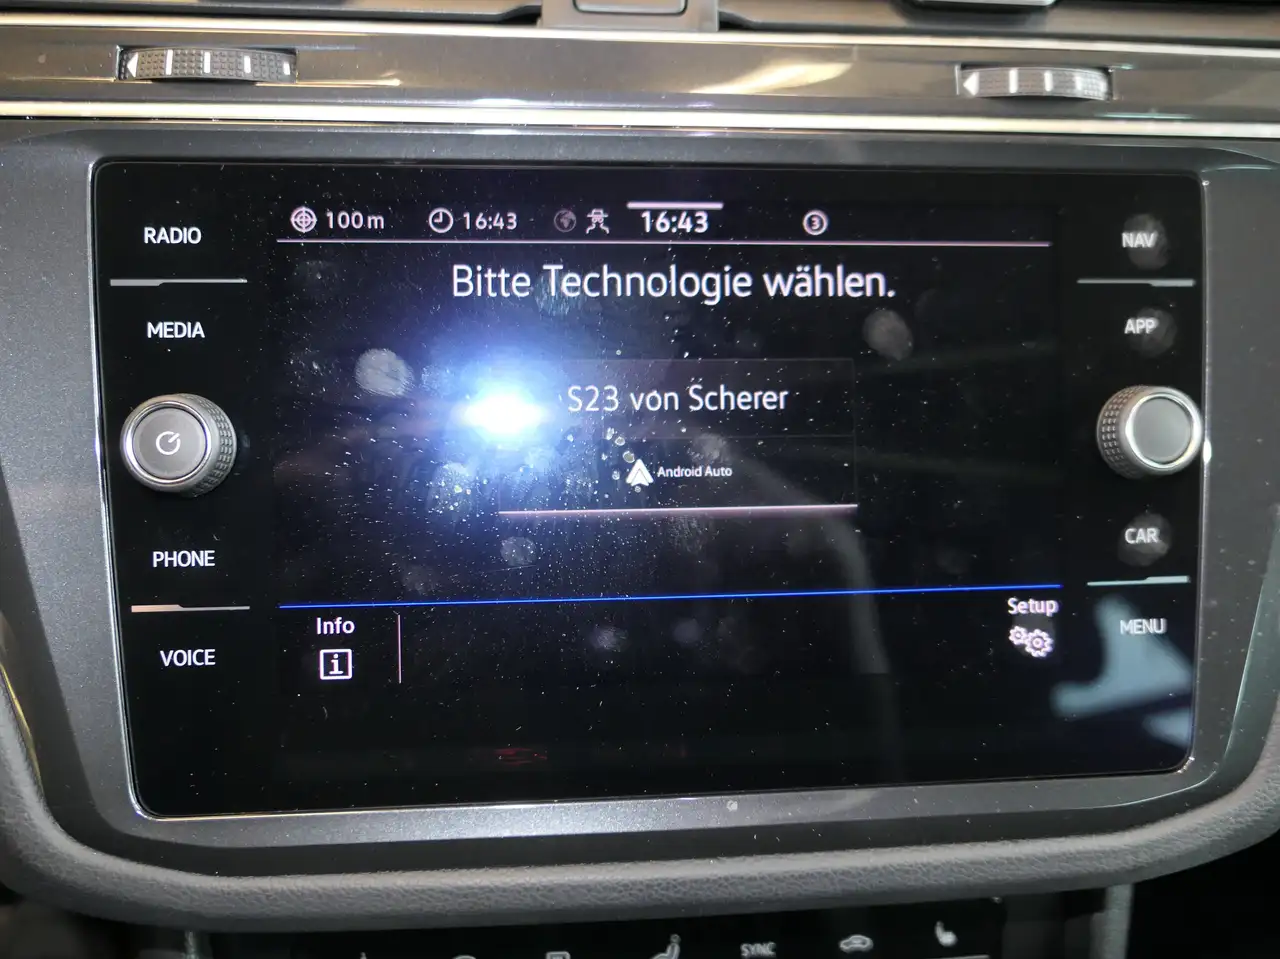 RADIO
MEDIA
PHONE
VOICE
100 m
16:43
16:43
3
Bitte Technologie wählen.
S23 von Scherer
Android Auto
Info
i
Setup
NAV
APP
CAR
MENU
SYNC